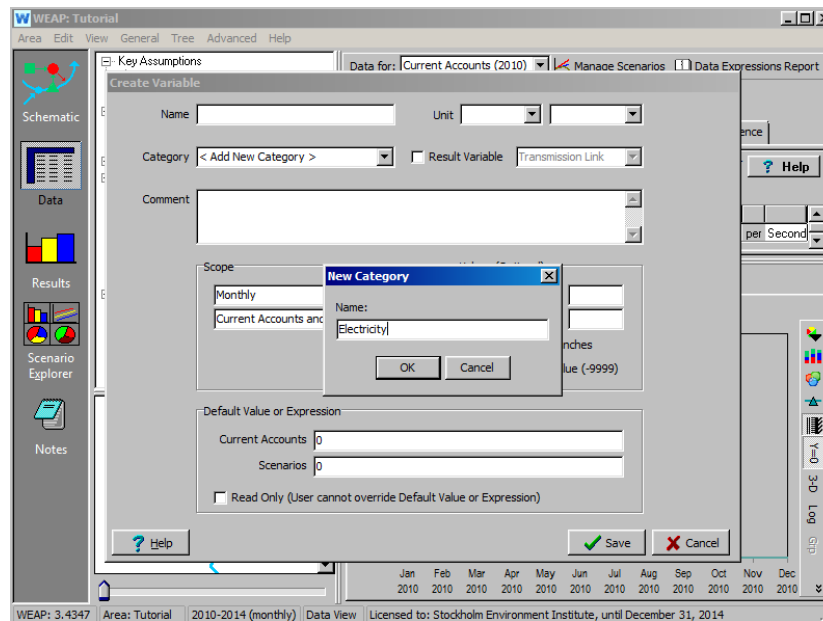 WEAP: Tutorial
Area Edit View General Tree Advanced Help
Key Assumptions
Data for: Current Accounts (2010) Manage Scenarios Data Expressions Report
Schematic
Data
Results
Scenario
Explorer
Notes
Create Variable
Name
Unit
Category < Add New Category >
Result Variable Transmission Link
Comment
Help
per Second
Scope
Monthly
Current Accounts and
New Category
Name:
Electricity
OK Cancel
(-9999)
Default Value or Expression
Current Accounts 0
Scenarios 0
Read Only (User cannot override Default Value or Expression)
Help
Save
Cancel
Y=0
3-D
Log
Grp
Jan Feb Mar Apr May Jun Jul Aug Sep Oct Nov Dec
2010 2010 2010 2010 2010 2010 2010 2010 2010 2010 2010 2010
WEAP: 3.4347 Area: Tutorial 2010-2014 (monthly) Data View Licensed to: Stockholm Environment Institute, until December 31, 2014